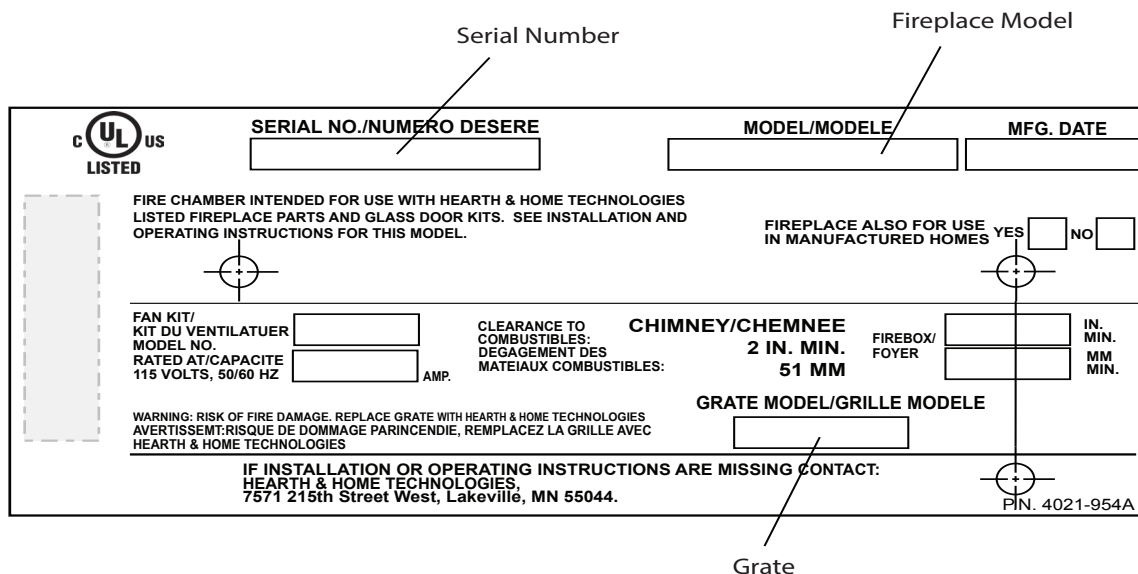 Serial Number
Fireplace Model
C UL US
®
LISTED
SERIAL NO./NUMERO DESERE
MODEL/MODELE
MFG. DATE
FIRE CHAMBER INTENDED FOR USE WITH HEARTH & HOME TECHNOLOGIES
LISTED FIREPLACE PARTS AND GLASS DOOR KITS. SEE INSTALLATION AND
OPERATING INSTRUCTIONS FOR THIS MODEL.
FIREPLACE ALSO FOR USE
IN MANUFACTURED HOMES
YES
NO
FAN KIT/
KIT DU VENTILATUER
MODEL NO.
RATED AT/CAPACITE
115 VOLTS, 50/60 HZ
AMP.
CLEARANCE TO
COMBUSTIBLES:
DEGAGEMENT DES
MATEIAUX COMBUSTIBLES:
CHIMNEY/CHEMNEE
2 IN. MIN.
51 MM
FIREBOX/
FOYER
IN.
MIN.
MM
MIN.
WARNING: RISK OF FIRE DAMAGE. REPLACE GRATE WITH HEARTH & HOME TECHNOLOGIES
AVERTISSEMT:RISQUE DE DOMMAGE PARINCENDIE, REMPLACEZ LA GRILLE AVEC
HEARTH & HOME TECHNOLOGIES
GRATE MODEL/GRILLE MODELE
IF INSTALLATION OR OPERATING INSTRUCTIONS ARE MISSING CONTACT:
HEARTH & HOME TECHNOLOGIES,
7571 215th Street West, Lakeville, MN 55044.
P/N. 4021-954A
Grate